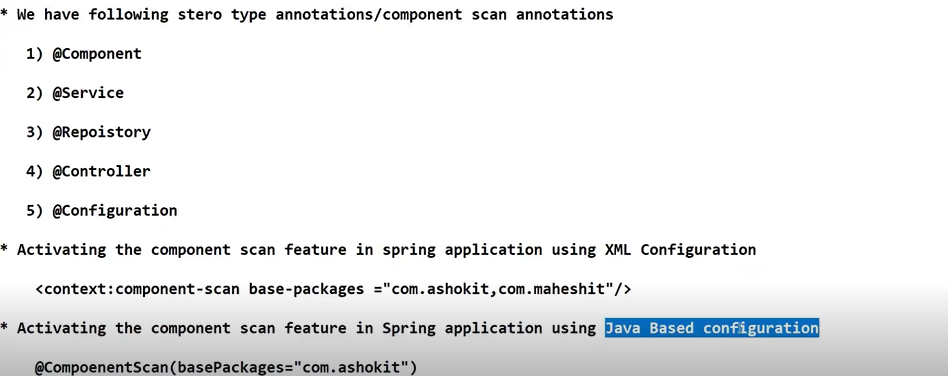 * We have following stero type annotations/component scan annotations
1) @Component
2) @Service
3) @Repoistory
4) @Controller
5) @Configuration
* Activating the component scan feature in spring application using XML Configuration
<context:component-scan base-packages ="com.ashokit,com.maheshit"/>
* Activating the component scan feature in Spring application using Java Based configuration
@CompoenentScan(basePackages="com.ashokit")